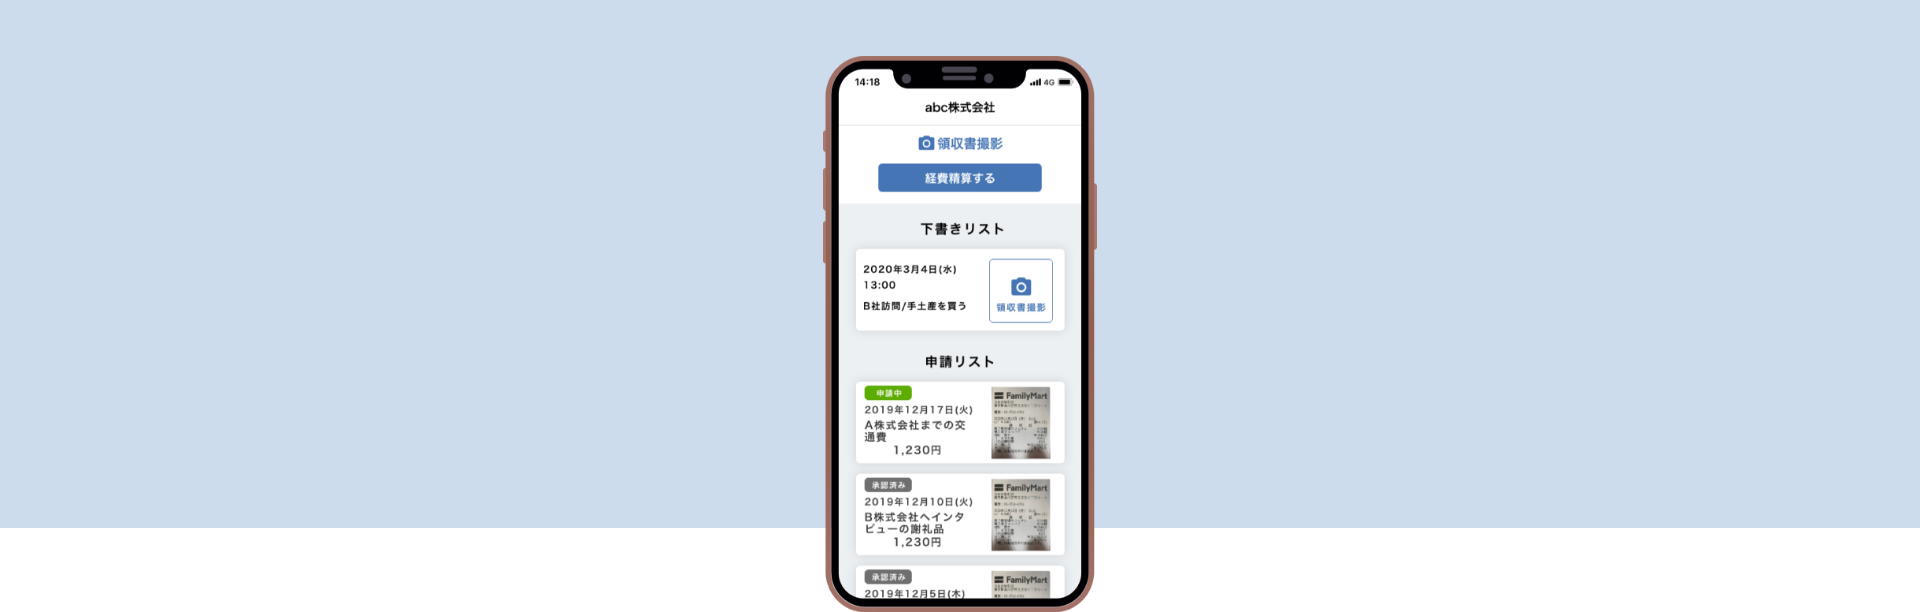 14:18
4G
abc株式会社
領収書撮影
経費精算する
下書きリスト
2020年3月4日(水)
13:00
B社訪問/手土産を買う
領収書撮影
申請リスト
申請中
2019年12月17日(火)
A株式会社までの交
通費
1,230円
FamilyMart
承認済み
2019年12月10日(火)
B株式会社へインタ
ビューの謝礼品
1,230円
FamilyMart
承認済み
2019年12月5日(木)
FamilyMart